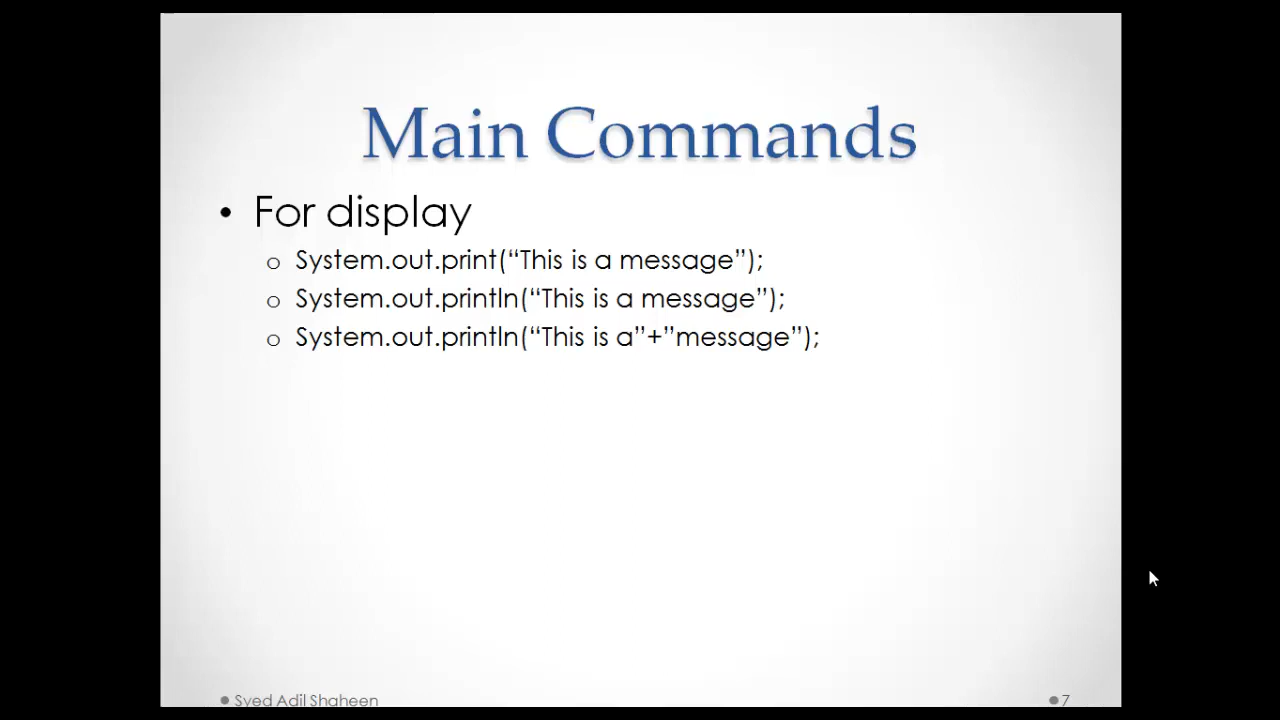 Main Commands
• For display
o System.out.print(“This is a message”);
o System.out.println(“This is a message”);
o System.out.println(“This is a”+”message”);
Syed Adil Shaheen
7